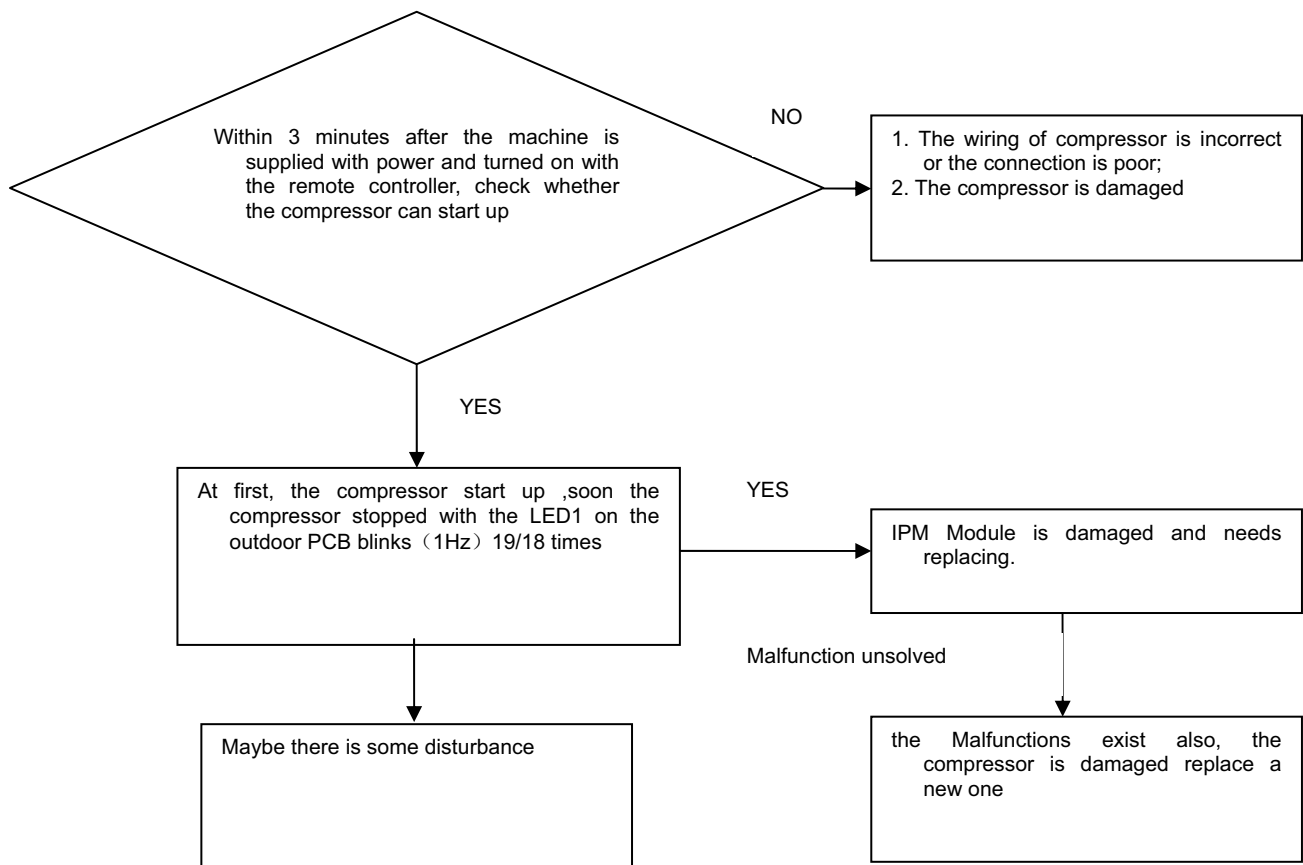 Within 3 minutes after the machine is
supplied with power and turned on with
the remote controller, check whether
the compressor can start up
NO
1. The wiring of compressor is incorrect
or the connection is poor;
2. The compressor is damaged
YES
At first, the compressor start up ,soon the
compressor stopped with the LED1 on the
outdoor PCB blinks（1Hz）19/18 times
YES
IPM Module is damaged and needs
replacing.
Malfunction unsolved
Maybe there is some disturbance
the Malfunctions exist also, the
compressor is damaged replace a
new one